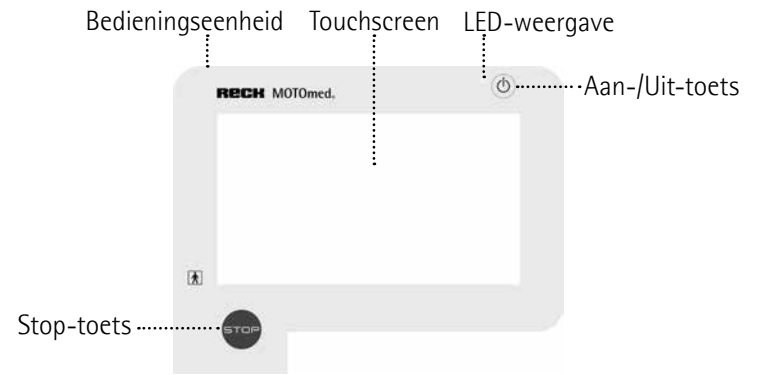 Bedieningseenheid Touchscreen LED-weergave
RECK MOTOmed.
Aan-/Uit-toets
Stop-toets
STOP